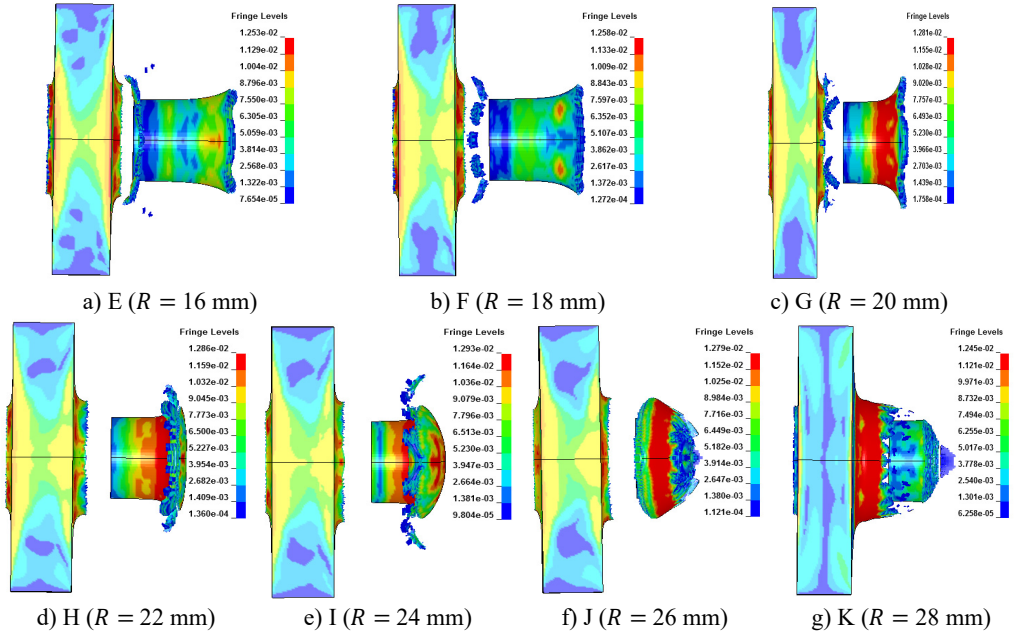 Fringe Levels
1.253e-02
1.129e-02
1.004e-02
8.796e-03
7.550e-03
6.305e-03
5.059e-03
3.814e-03
2.568e-03
1.322e-03
7.654e-05
a) E (R = 16 mm)
Fringe Levels
1.258e-02
1.133e-02
1.009e-02
8.843e-03
7.597e-03
6.352e-03
5.107e-03
3.862e-03
2.617e-03
1.372e-03
1.272e-04
b) F (R = 18 mm)
Fringe Levels
1.281e-02
1.155e-02
1.028e-02
9.020e-03
7.757e-03
6.493e-03
5.230e-03
3.966e-03
2.703e-03
1.439e-03
1.758e-04
c) G (R = 20 mm)
Fringe Levels
1.286e-02
1.159e-02
1.032e-02
9.045e-03
7.773e-03
6.500e-03
5.227e-03
3.954e-03
2.682e-03
1.409e-03
1.360e-04
d) H (R = 22 mm)
Fringe Levels
1.293e-02
1.164e-02
1.036e-02
9.079e-03
7.796e-03
6.513e-03
5.230e-03
3.947e-03
2.664e-03
1.381e-03
9.804e-05
e) I (R = 24 mm)
Fringe Levels
1.279e-02
1.152e-02
1.025e-02
8.984e-03
7.716e-03
6.449e-03
5.182e-03
3.914e-03
2.647e-03
1.380e-03
1.121e-04
f) J (R = 26 mm)
Fringe Levels
1.245e-02
1.121e-02
9.971e-03
8.732e-03
7.494e-03
6.255e-03
5.017e-03
3.778e-03
2.540e-03
1.301e-03
6.258e-05
g) K (R = 28 mm)